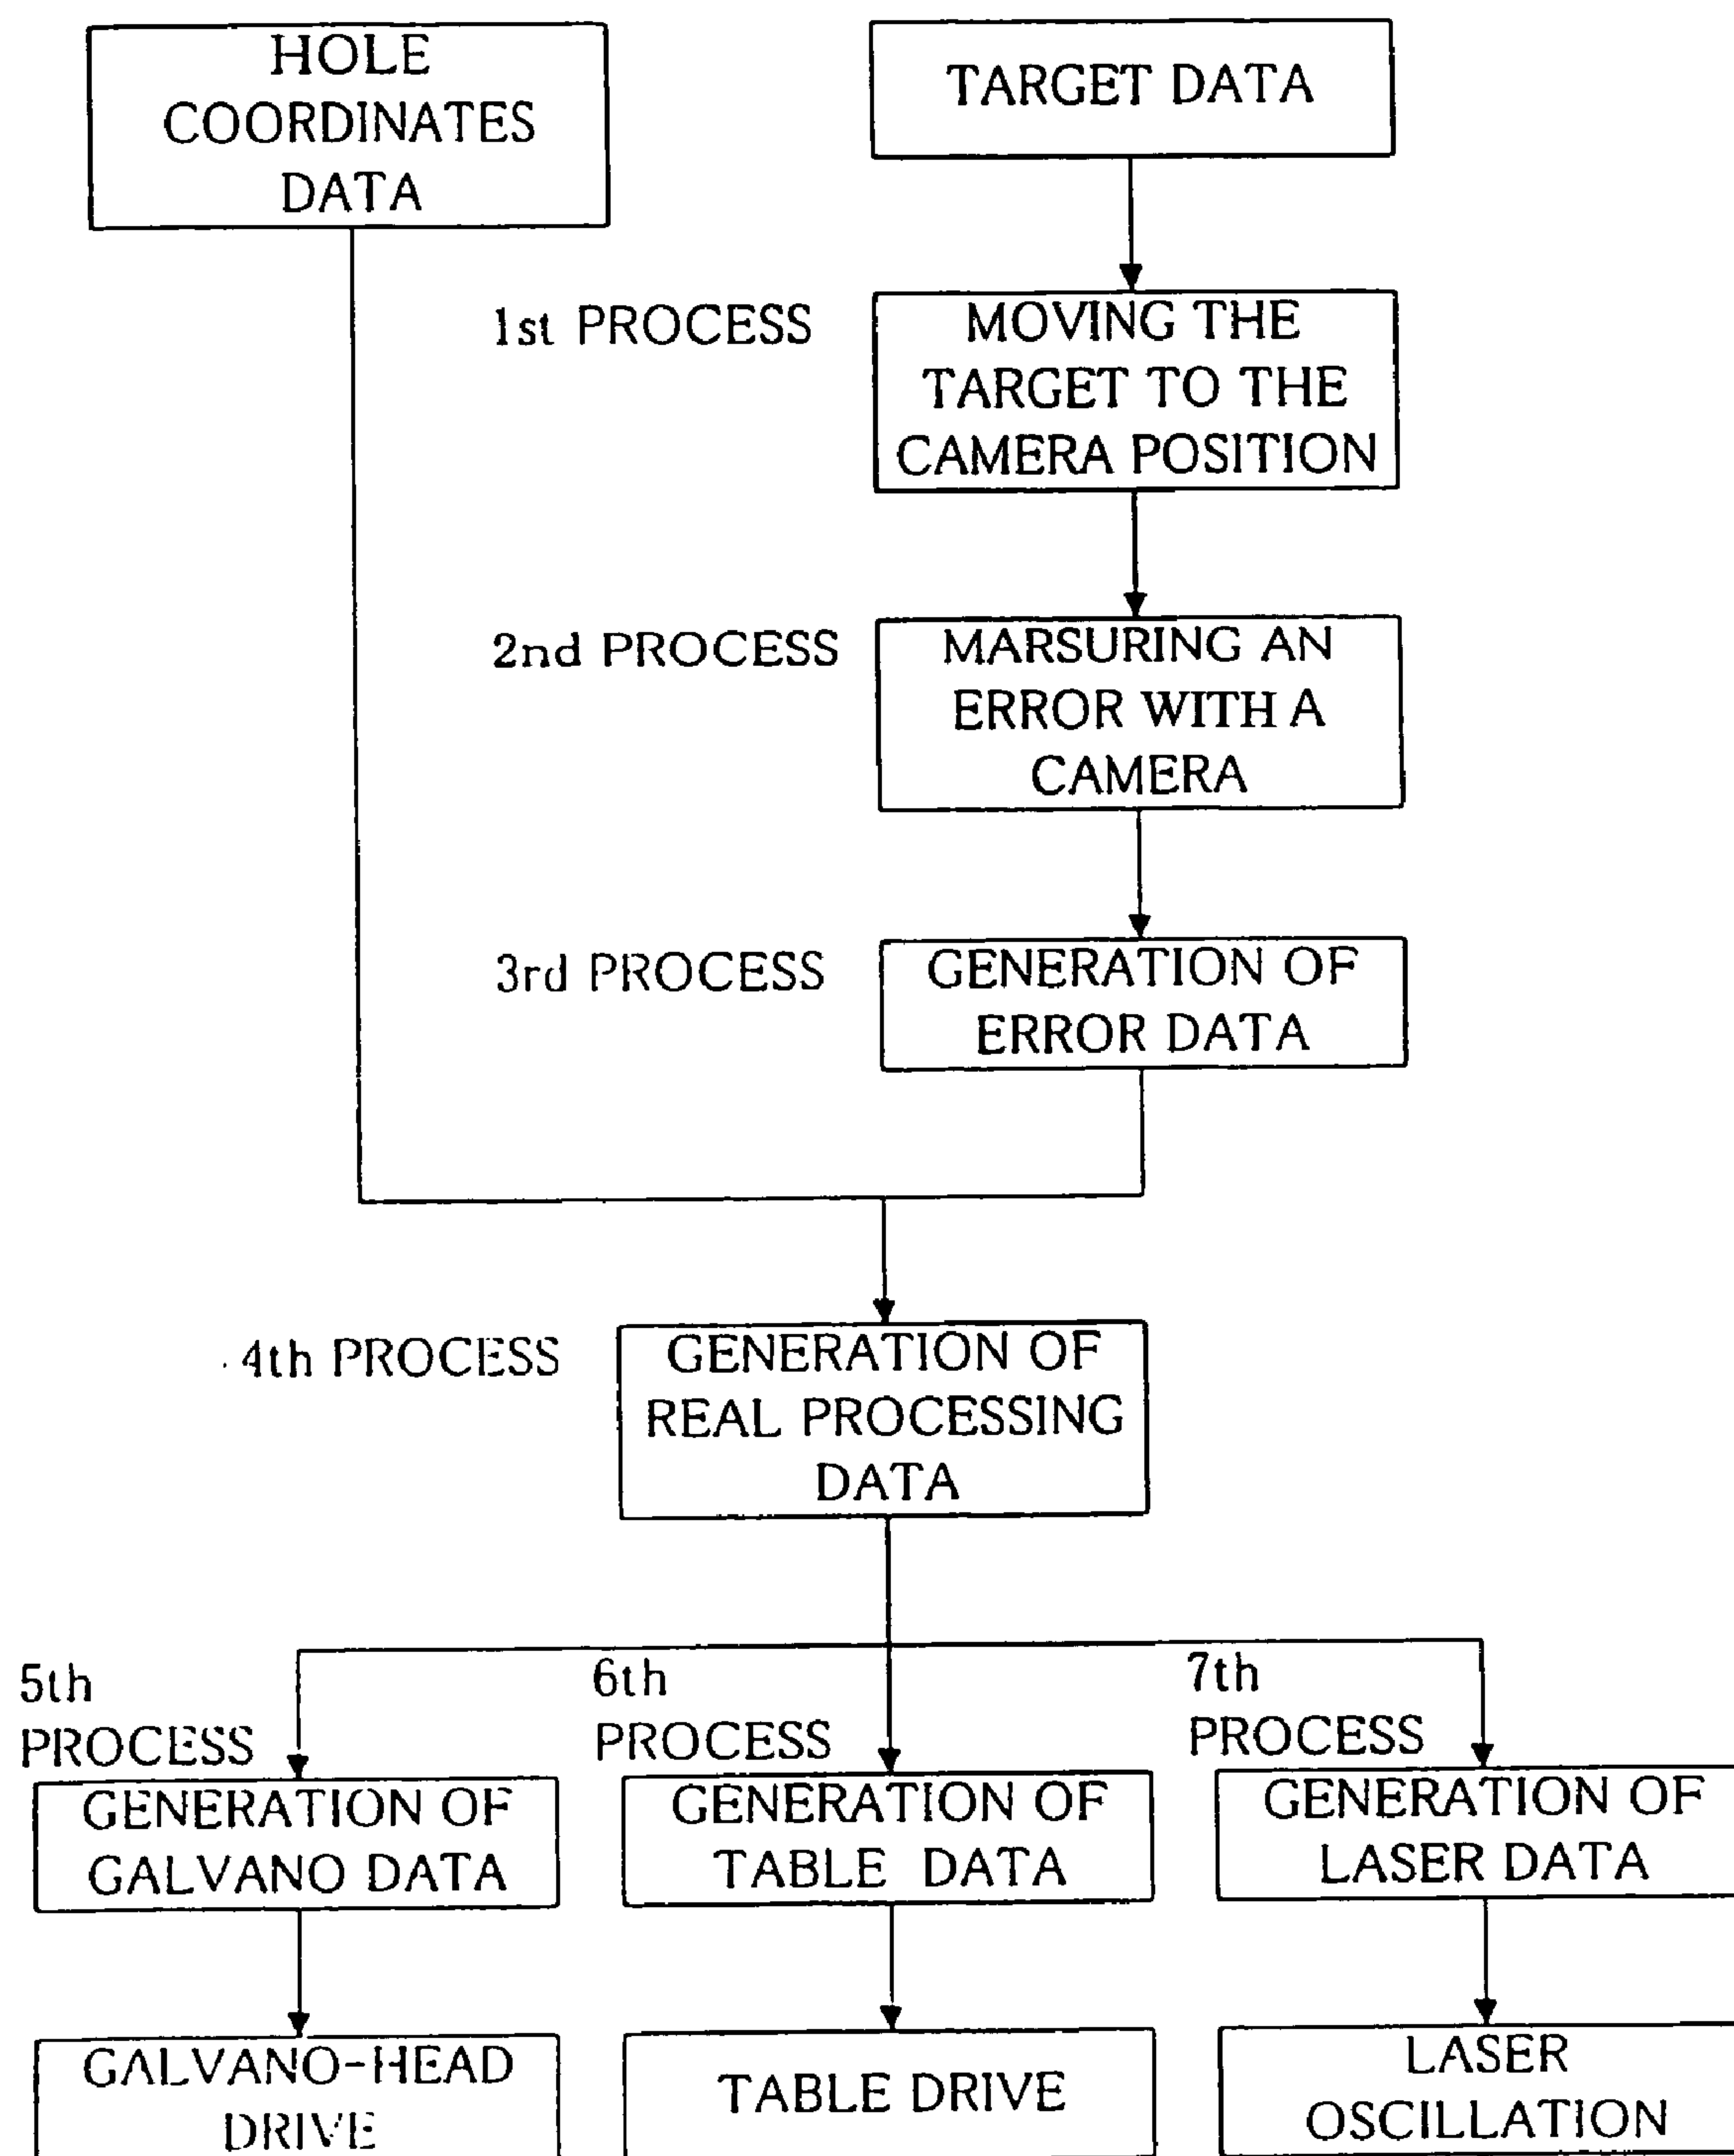 HOLE
COORDINATES
DATA
TARGET DATA
1st PROCESS
MOVING THE
TARGET TO THE
CAMERA POSITION
2nd PROCESS
MARSURING AN
ERROR WITH A
CAMERA
3rd PROCESS
GENERATION OF
ERROR DATA
4th PROCESS
GENERATION OF
REAL PROCESSING
DATA
5th
PROCESS
GENERATION OF
GALVANO DATA
6th
PROCESS
GENERATION OF
TABLE DATA
7th
PROCESS
GENERATION OF
LASER DATA
GALVANO-HEAD
DRIVE
TABLE DRIVE
LASER
OSCILLATION